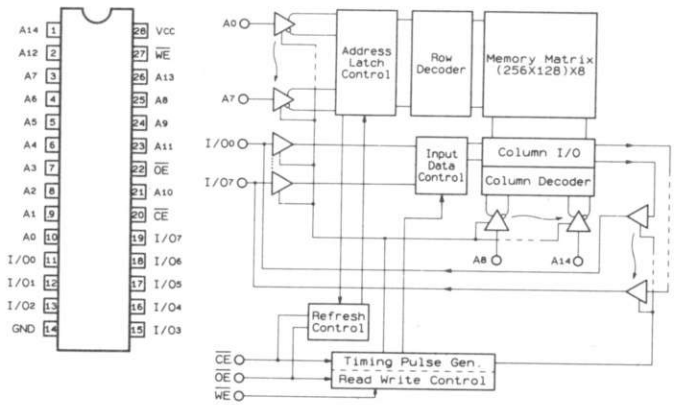 A14 1 28 VCC
A12 2 27 WE
A7 3 26 A13
A6 4 25 A8
A5 5 24 A9
A4 6 23 A11
A3 7 22 OE
A2 8 21 A10
A1 9 20 CE
A0 10 19 I/O7
I/O0 11 18 I/O6
I/O1 12 17 I/O5
I/O2 13 16 I/O4
GND 14 15 I/O3
A0
A7
I/O0
I/O7
Address
Latch
Control
Row
Decoder
Memory Matrix
(256X128)X8
Input
Data
Control
Column I/O
Column Decoder
A8
A14
Refresh
Control
CE
OE
WE
Timing Pulse Gen.
Read Write Control